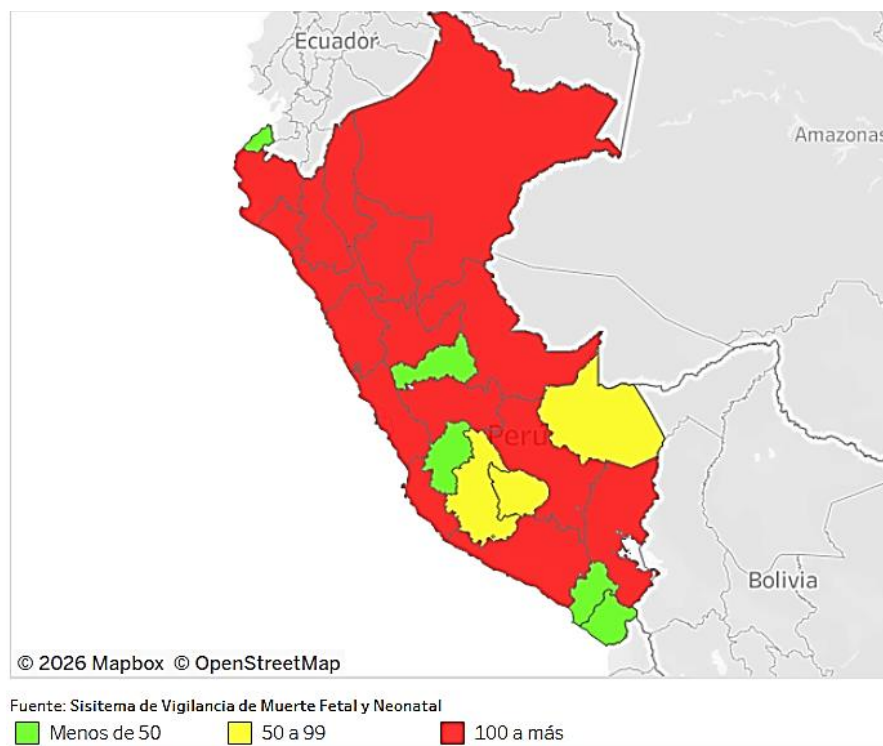 Ecuador
Amazonas
Perú
Bolivia
© 2026 Mapbox © OpenStreetMap
Fuente: Sisitema de Vigilancia de Muerte Fetal y Neonatal
Menos de 50 50 a 99 100 a más